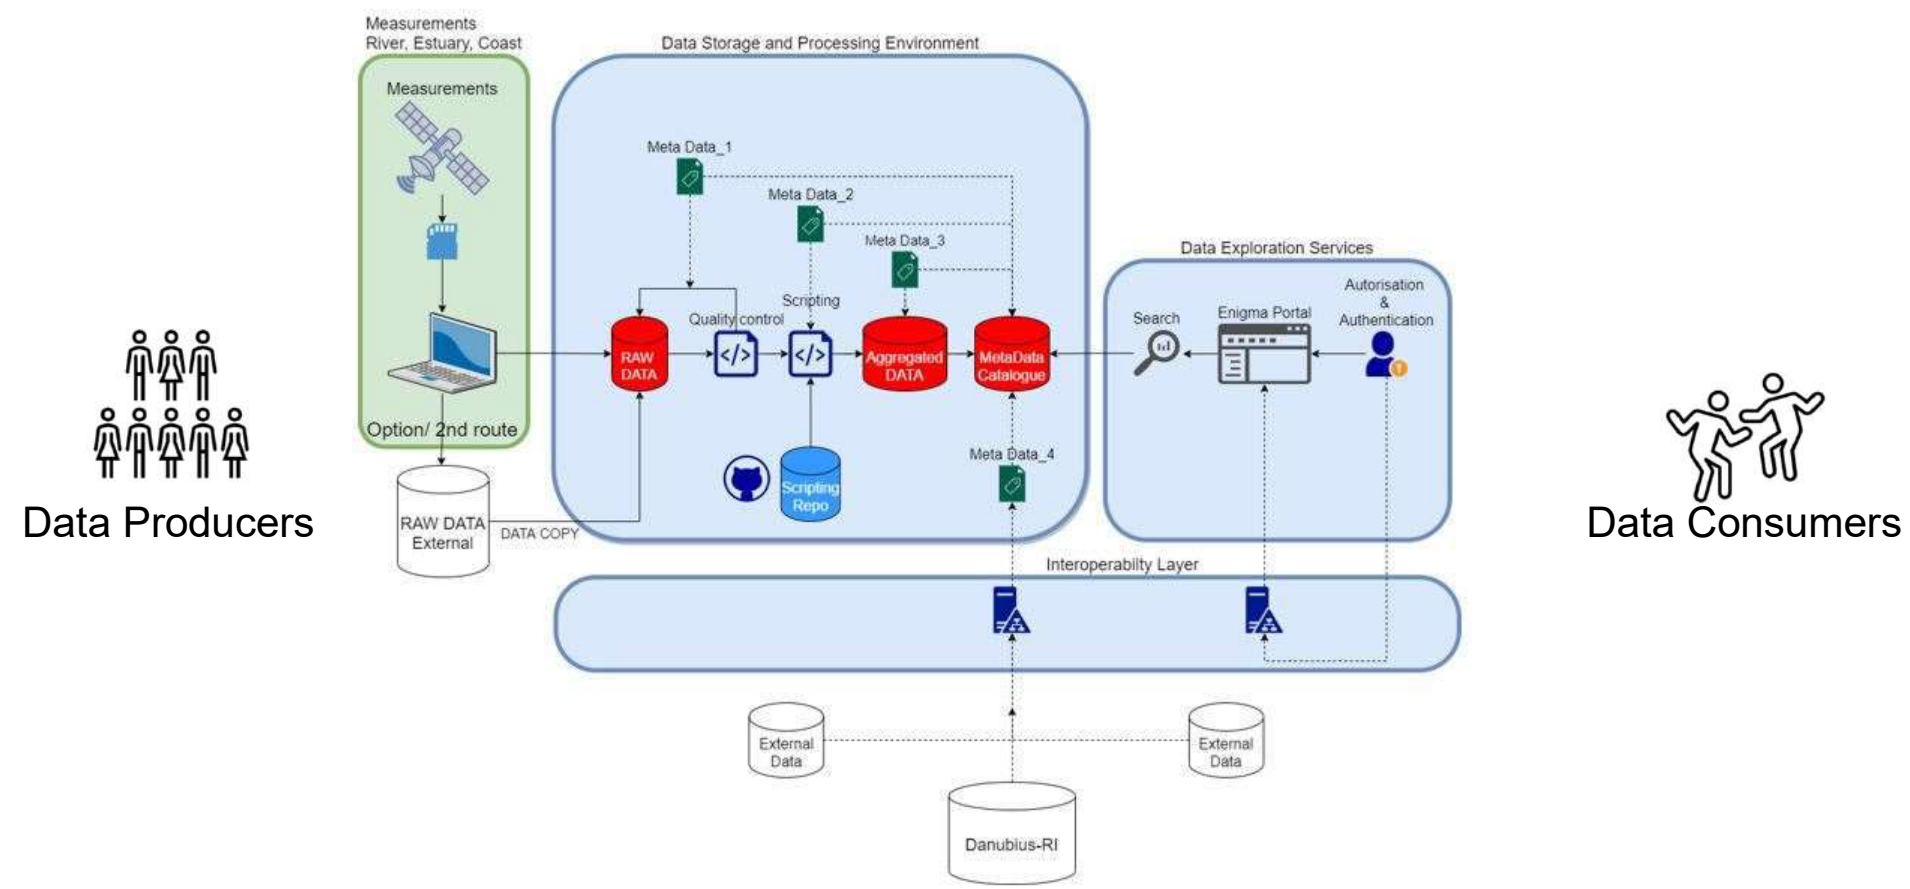 Measurements
River, Estuary, Coast
Data Storage and Processing Environment
Measurements
Meta Data_1
Meta Data_2
Meta Data_3
Data Exploration Services
Autorisation
&
Authentication
Scripting
Quality control
Search
Enigma Portal
RAW
DATA
</>
</>
Aggregated
DATA
MetaData
Catalogue
Option/ 2nd route
Meta Data_4
Scripting
Repo
Data Producers
RAW DATA
External
DATA COPY
Data Consumers
Interoperabilty Layer
External
Data
External
Data
Danubius-RI